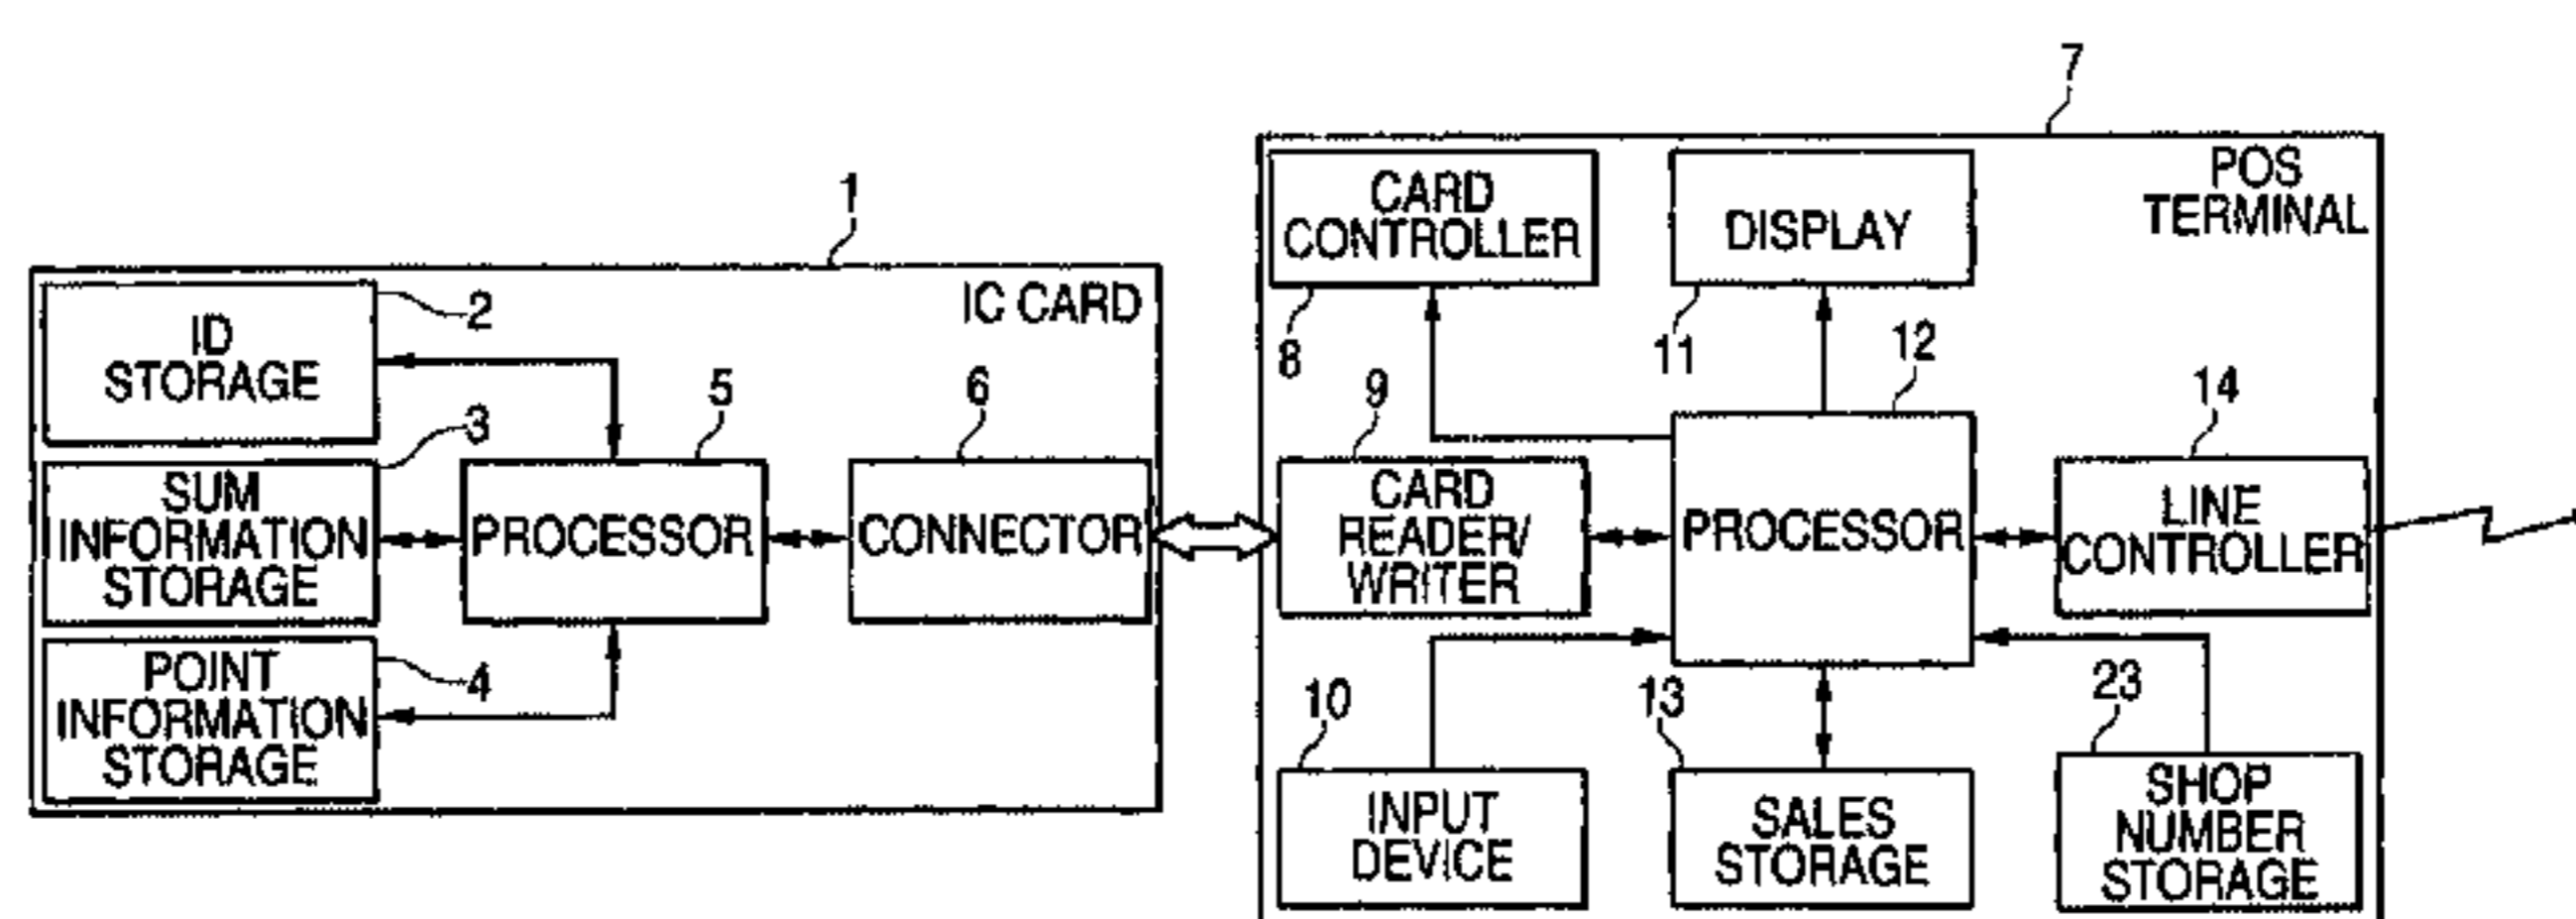 7
POS
TERMINAL
CARD
CONTROLLER
8
DISPLAY
11
1
IC CARD
ID
STORAGE
2
SUM
INFORMATION
STORAGE
3
POINT
INFORMATION
STORAGE
4
5
PROCESSOR
6
CONNECTOR
9
CARD
READER/
WRITER
12
PROCESSOR
14
LINE
CONTROLLER
10
INPUT
DEVICE
13
SALES
STORAGE
23
SHOP
NUMBER
STORAGE